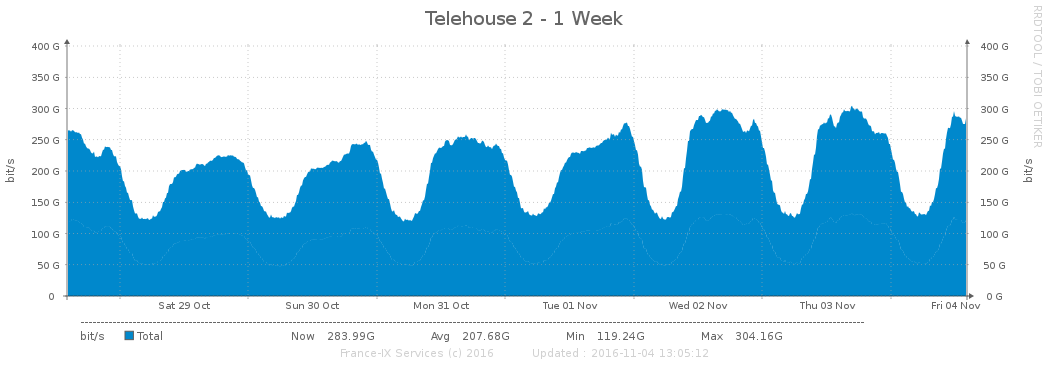 Telehouse 2 - 1 Week
RRDTOOL / TOBI OETIKER
400 G 400 G
350 G 350 G
300 G 300 G
250 G 250 G
200 G 200 G
150 G 150 G
100 G 100 G
50 G 50 G
0 0 G
bit/s bit/s
Sat 29 Oct Sun 30 Oct Mon 31 Oct Tue 01 Nov Wed 02 Nov Thu 03 Nov Fri 04 Nov
bit/s Total Now 283.99G Avg 207.68G Min 119.24G Max 304.16G
France-IX Services (c) 2016 Updated : 2016-11-04 13:05:12